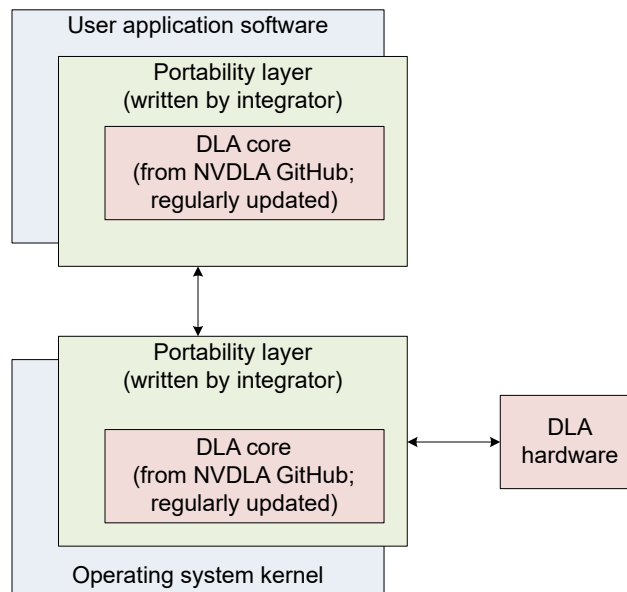 User application software
Portability layer
(written by integrator)
DLA core
(from NVDLA GitHub;
regularly updated)
Portability layer
(written by integrator)
DLA core
(from NVDLA GitHub;
regularly updated)
DLA
hardware
Operating system kernel